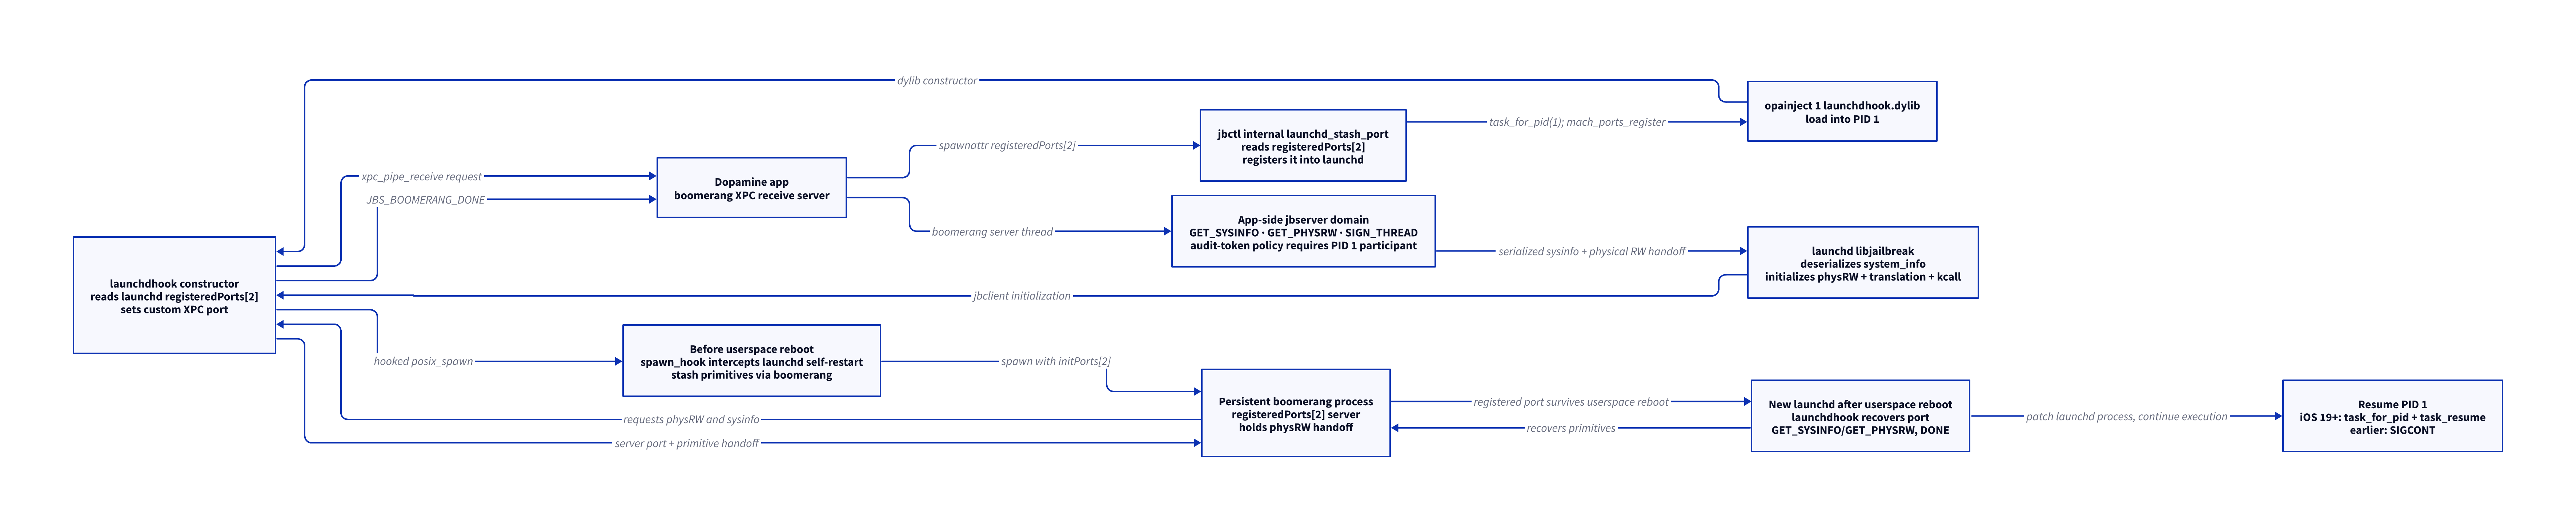 dylib constructor
opainject 1 launchdhook.dylib
load into PID 1
jbctl internal launchd_stash_port
reads registeredPorts[2]
registers it into launchd
task_for_pid(1); mach_ports_register
spawnattr registeredPorts[2]
Dopamine app
boomerang XPC receive server
xpc_pipe_receive request
JBS_BOOMERANG_DONE
boomerang server thread
App-side jbserver domain
GET_SYSINFO · GET_PHYSRW · SIGN_THREAD
audit-token policy requires PID 1 participant
serialized sysinfo + physical RW handoff
launchd libjailbreak
deserializes system_info
initializes physRW + translation + kcall
launchdhook constructor
reads launchd registeredPorts[2]
sets custom XPC port
jbclient initialization
hooked posix_spawn
Before userspace reboot
spawn_hook intercepts launchd self-restart
stash primitives via boomerang
spawn with initPorts[2]
requests physRW and sysinfo
server port + primitive handoff
Persistent boomerang process
registeredPorts[2] server
holds physRW handoff
registered port survives userspace reboot
recovers primitives
New launchd after userspace reboot
launchdhook recovers port
GET_SYSINFO/GET_PHYSRW, DONE
patch launchd process, continue execution
Resume PID 1
iOS 19+: task_for_pid + task_resume
earlier: SIGCONT